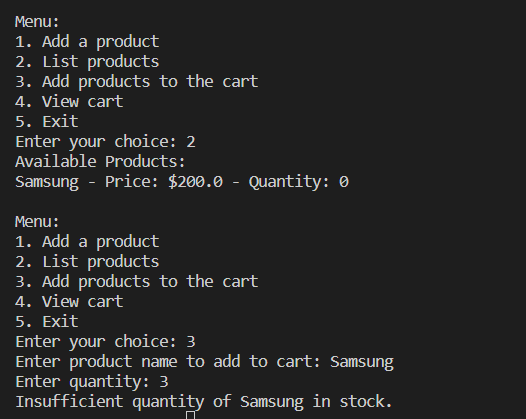 Menu:
1. Add a product
2. List products
3. Add products to the cart
4. View cart
5. Exit
Enter your choice: 2
Available Products:
Samsung - Price: $200.0 - Quantity: 0
Menu:
1. Add a product
2. List products
3. Add products to the cart
4. View cart
5. Exit
Enter your choice: 3
Enter product name to add to cart: Samsung
Enter quantity: 3
Insufficient quantity of Samsung in stock.